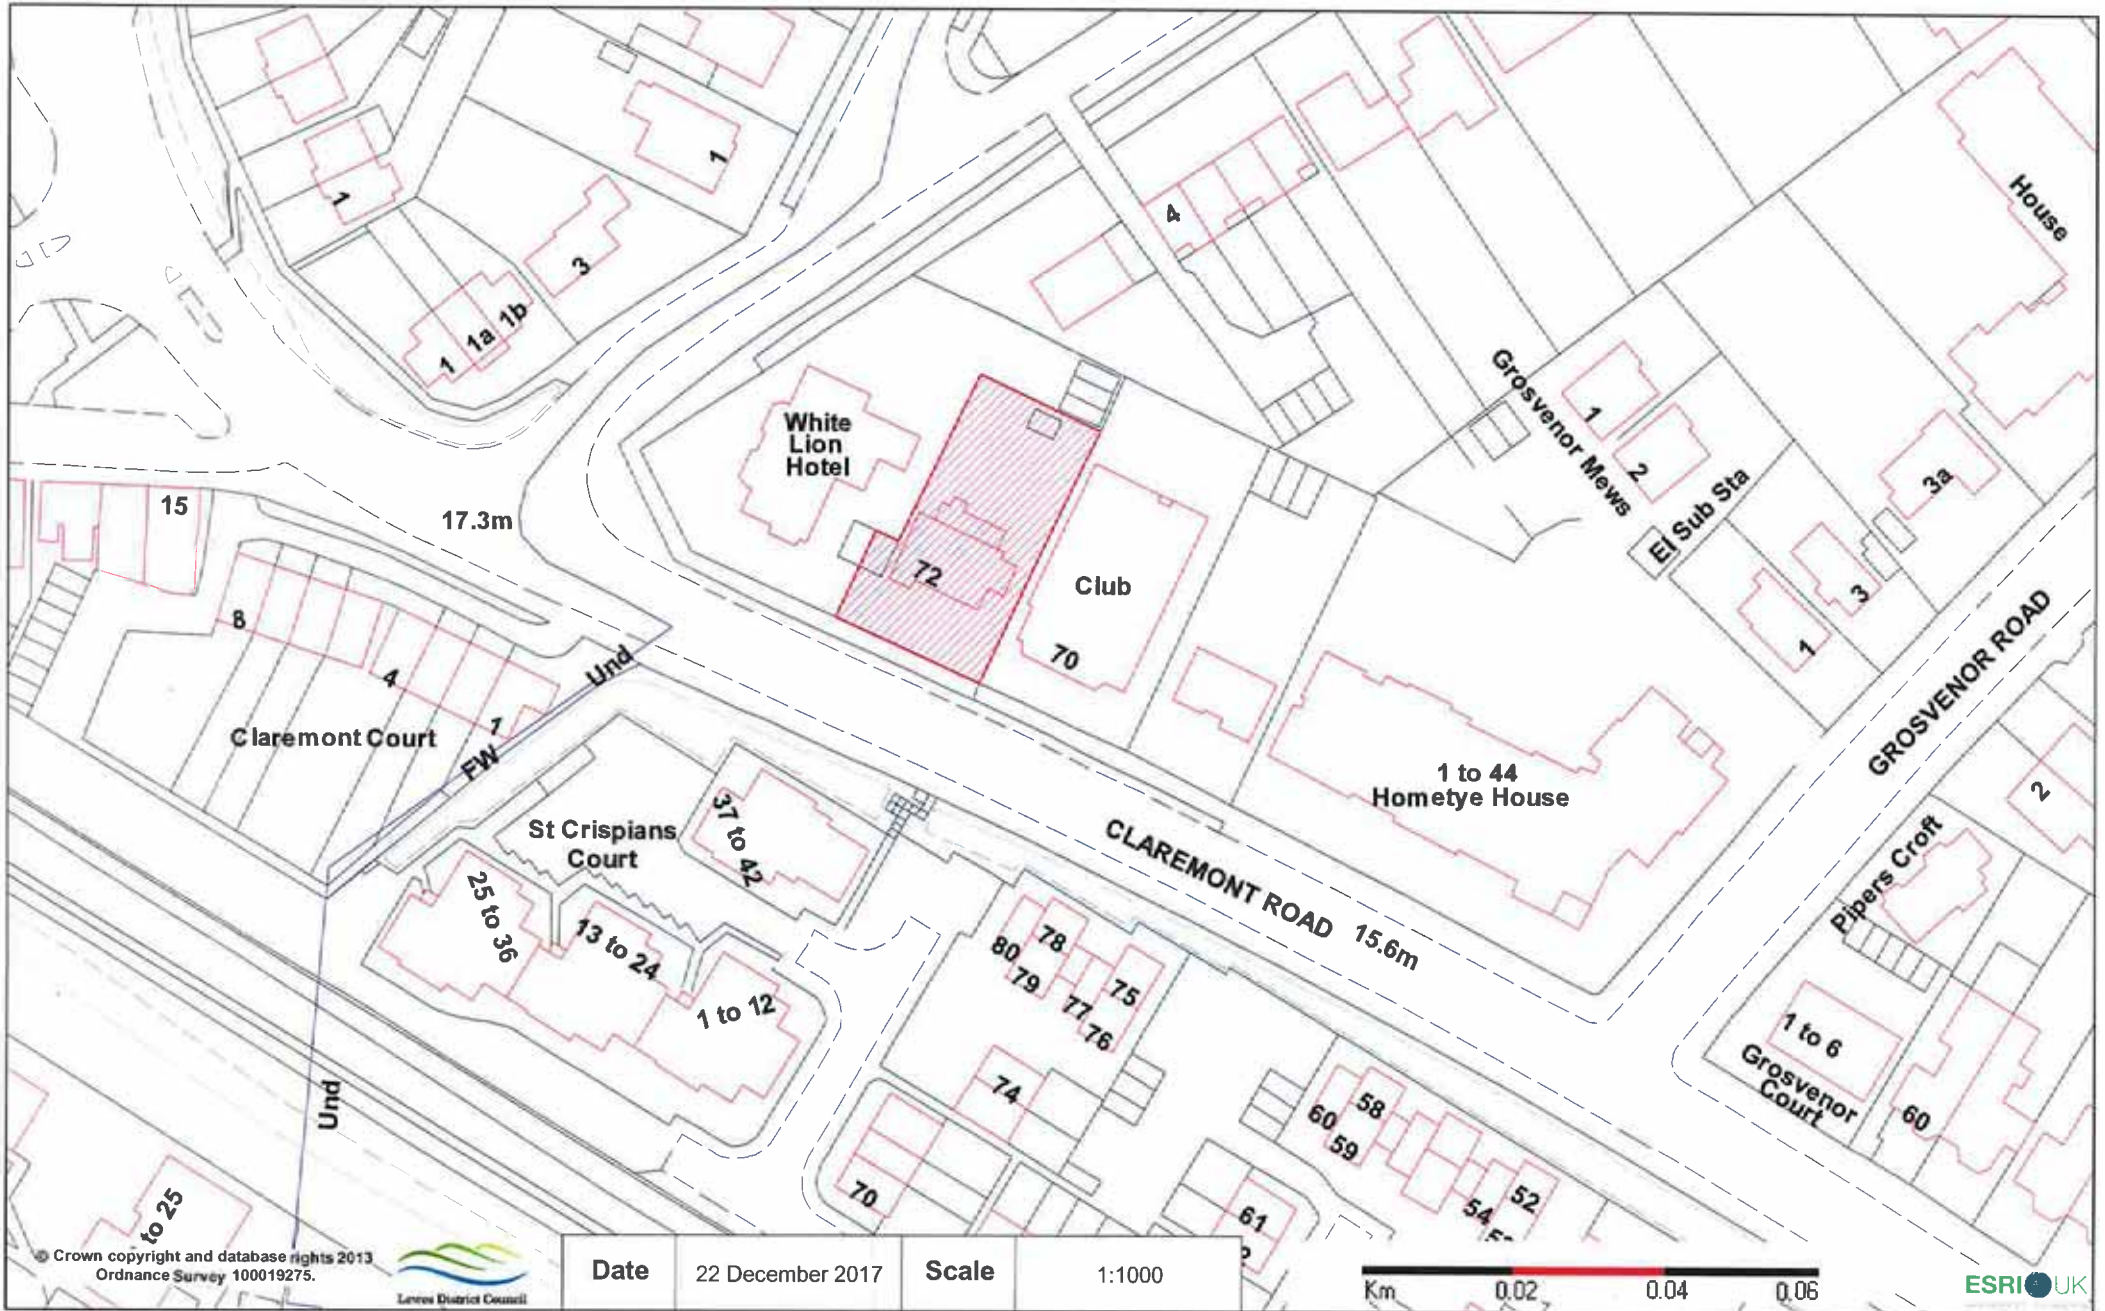 1
1
3
1b
1a
1
4
House
White
Lion
Hotel
Grosvenor Mews
1
2
El Sub Sta
3a
3
1
15
17.3m
72
Club
70
8
4
1
Und
FW
Claremont Court
GROSVENOR ROAD
2
1 to 44
Hometye House
37 to 42
St Crispians
Court
CLAREMONT ROAD
15.6m
Pipers Croft
25 to 36
13 to 24
1 to 12
80
78
79
75
77
76
74
1 to 6
Grosvenor
Court
60
Und
70
60
58
59
61
54
52
to 25
© Crown copyright and database rights 2013
Ordnance Survey 100019275.
Lewes District Council
Date
22 December 2017
Scale
1:1000
Km
0.02
0.04
0.06
ESRI UK